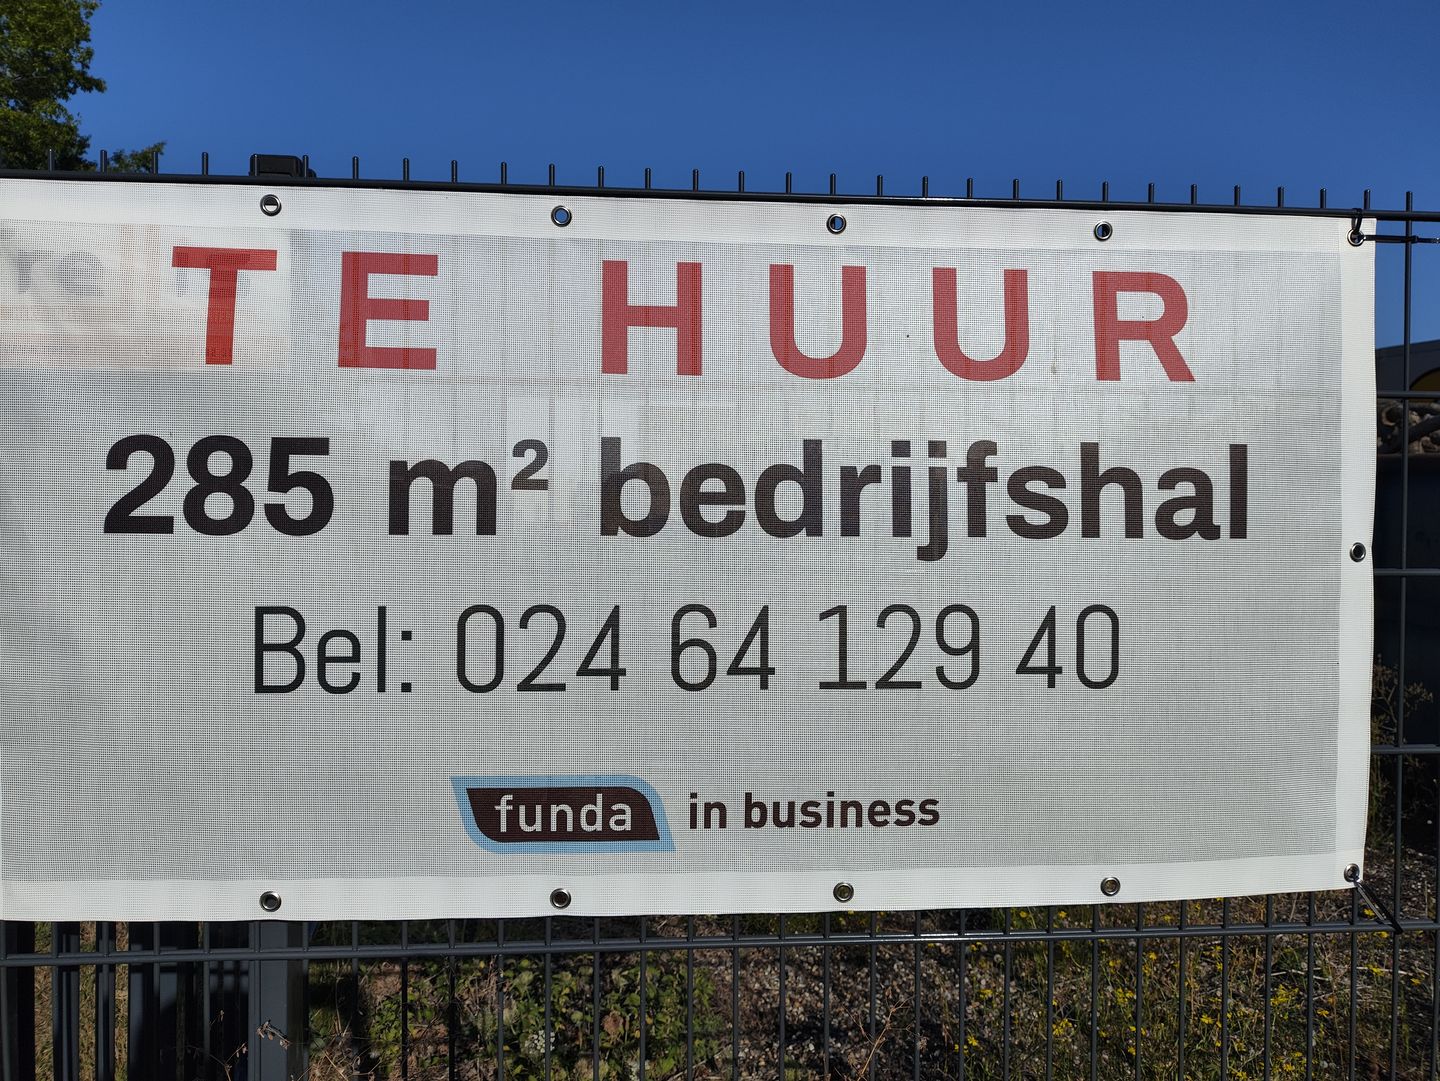 TE HUUR
285 m² bedrijfshal
Bel: 024 64 129 40
funda in business